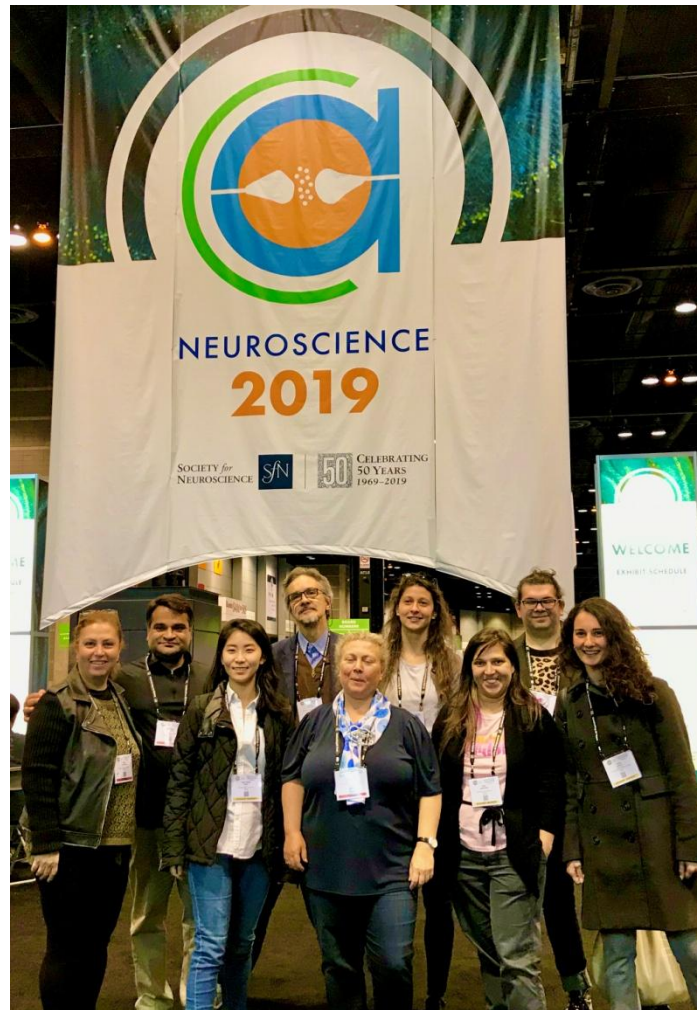 NEUROSCIENCE
2019
SOCIETY for
NEUROSCIENCE
SfN
50
CELEBRATING
50 YEARS
1969–2019
WELCOME
EXHIBIT SCHEDULE